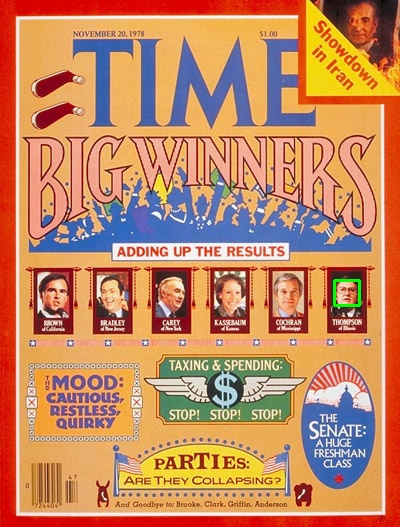 NOVEMBER 20, 1978
$1.00
Showdown
in Iran
TIME
BIG WINNERS
ADDING UP THE RESULTS
BROWN
of California
BRADLEY
of New Jersey
CAREY
of New York
KASSEBAUM
of Kansas
COCHRAN
of Mississippi
THOMPSON
of Illinois
THE MOOD:
CAUTIOUS,
RESTLESS,
QUIRKY
TAXING & SPENDING:
$
STOP! STOP! STOP!
THE
SENATE:
A HUGE
FRESHMAN
CLASS
PARTIES:
ARE THEY COLLAPSING?
And Goodbye to: Brooke, Clark, Griffin, Anderson
47
0
724404